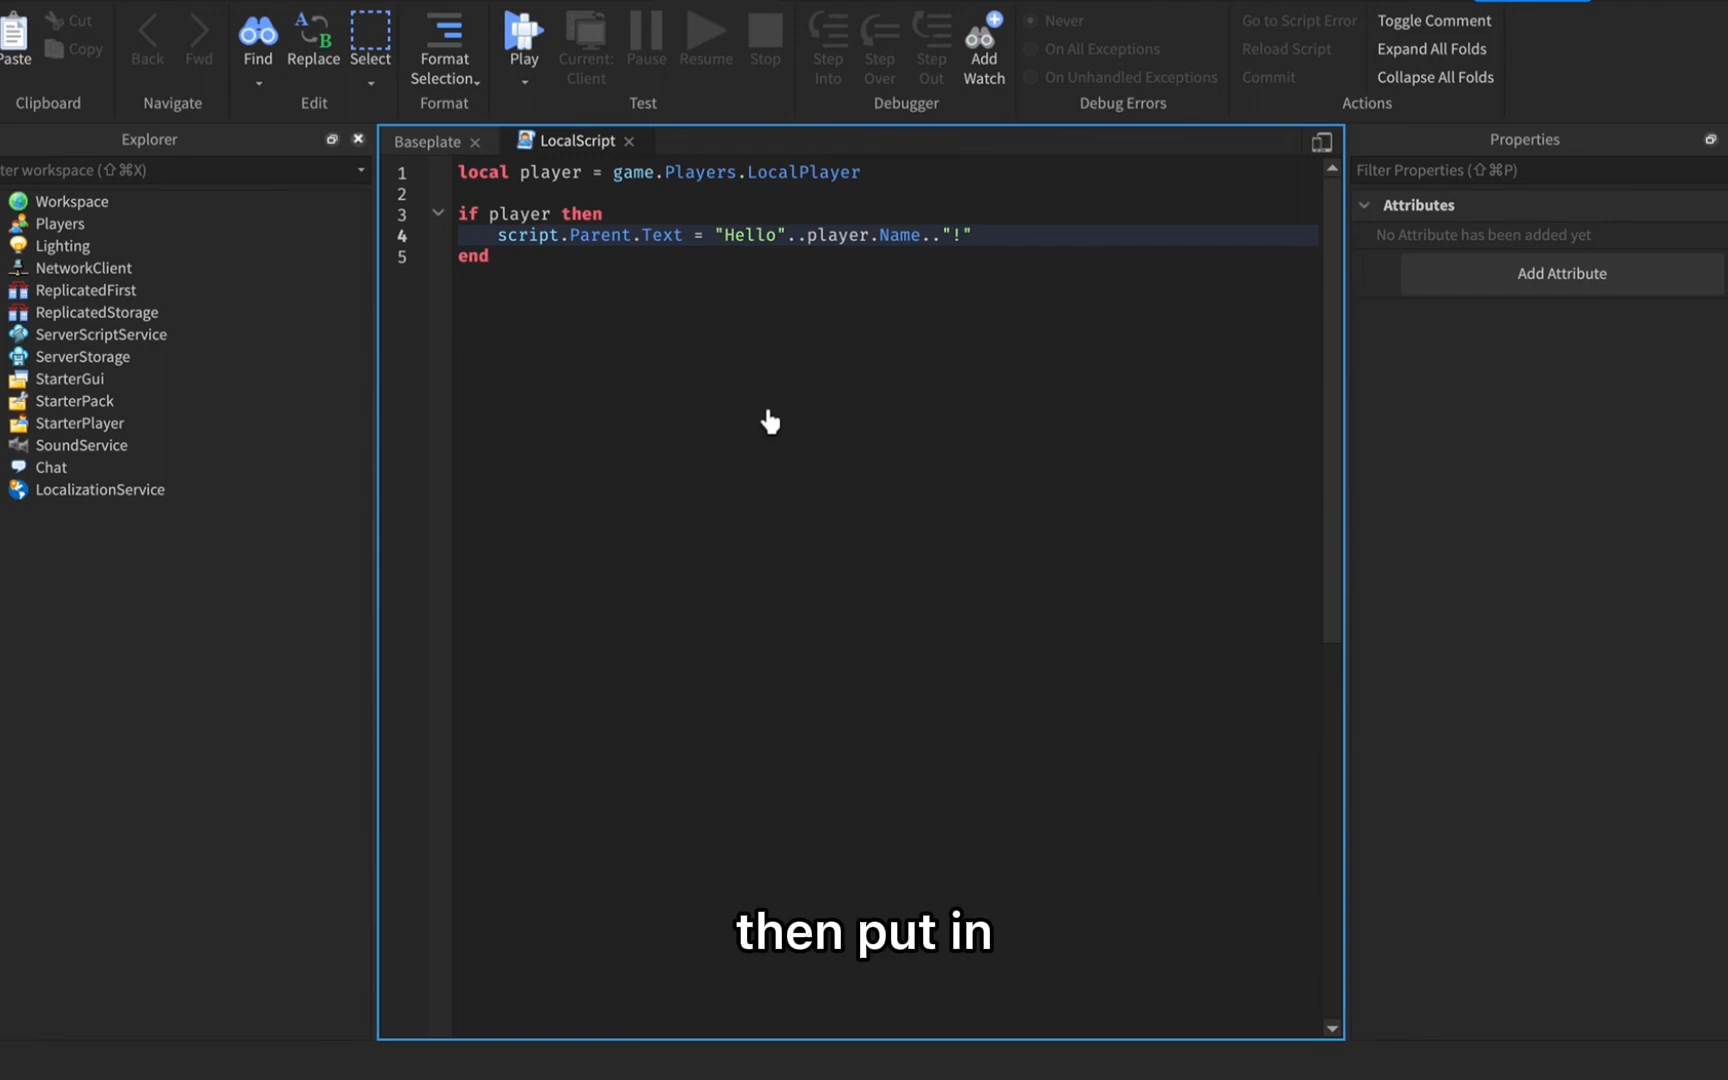 Paste
Cut
Copy
Clipboard
Back
Fwd
Navigate
Find
Replace
Select
Edit
Format
Selection
Format
Play
Current:
Client
Pause
Resume
Stop
Test
Step
Into
Step
Over
Step
Out
Add
Watch
Debugger
Never
On All Exceptions
On Unhandled Exceptions
Debug Errors
Go to Script Error
Reload Script
Commit
Toggle Comment
Expand All Folds
Collapse All Folds
Actions
Explorer
ter workspace (⇧⌘X)
Workspace
Players
Lighting
NetworkClient
ReplicatedFirst
ReplicatedStorage
ServerScriptService
ServerStorage
StarterGui
StarterPack
StarterPlayer
SoundService
Chat
LocalizationService
Baseplate
LocalScript
1 local player = game.Players.LocalPlayer
2
3 if player then
4 script.Parent.Text = "Hello"..player.Name.."!"
5 end
Properties
Filter Properties (⇧⌘P)
Attributes
No Attribute has been added yet
Add Attribute
then put in